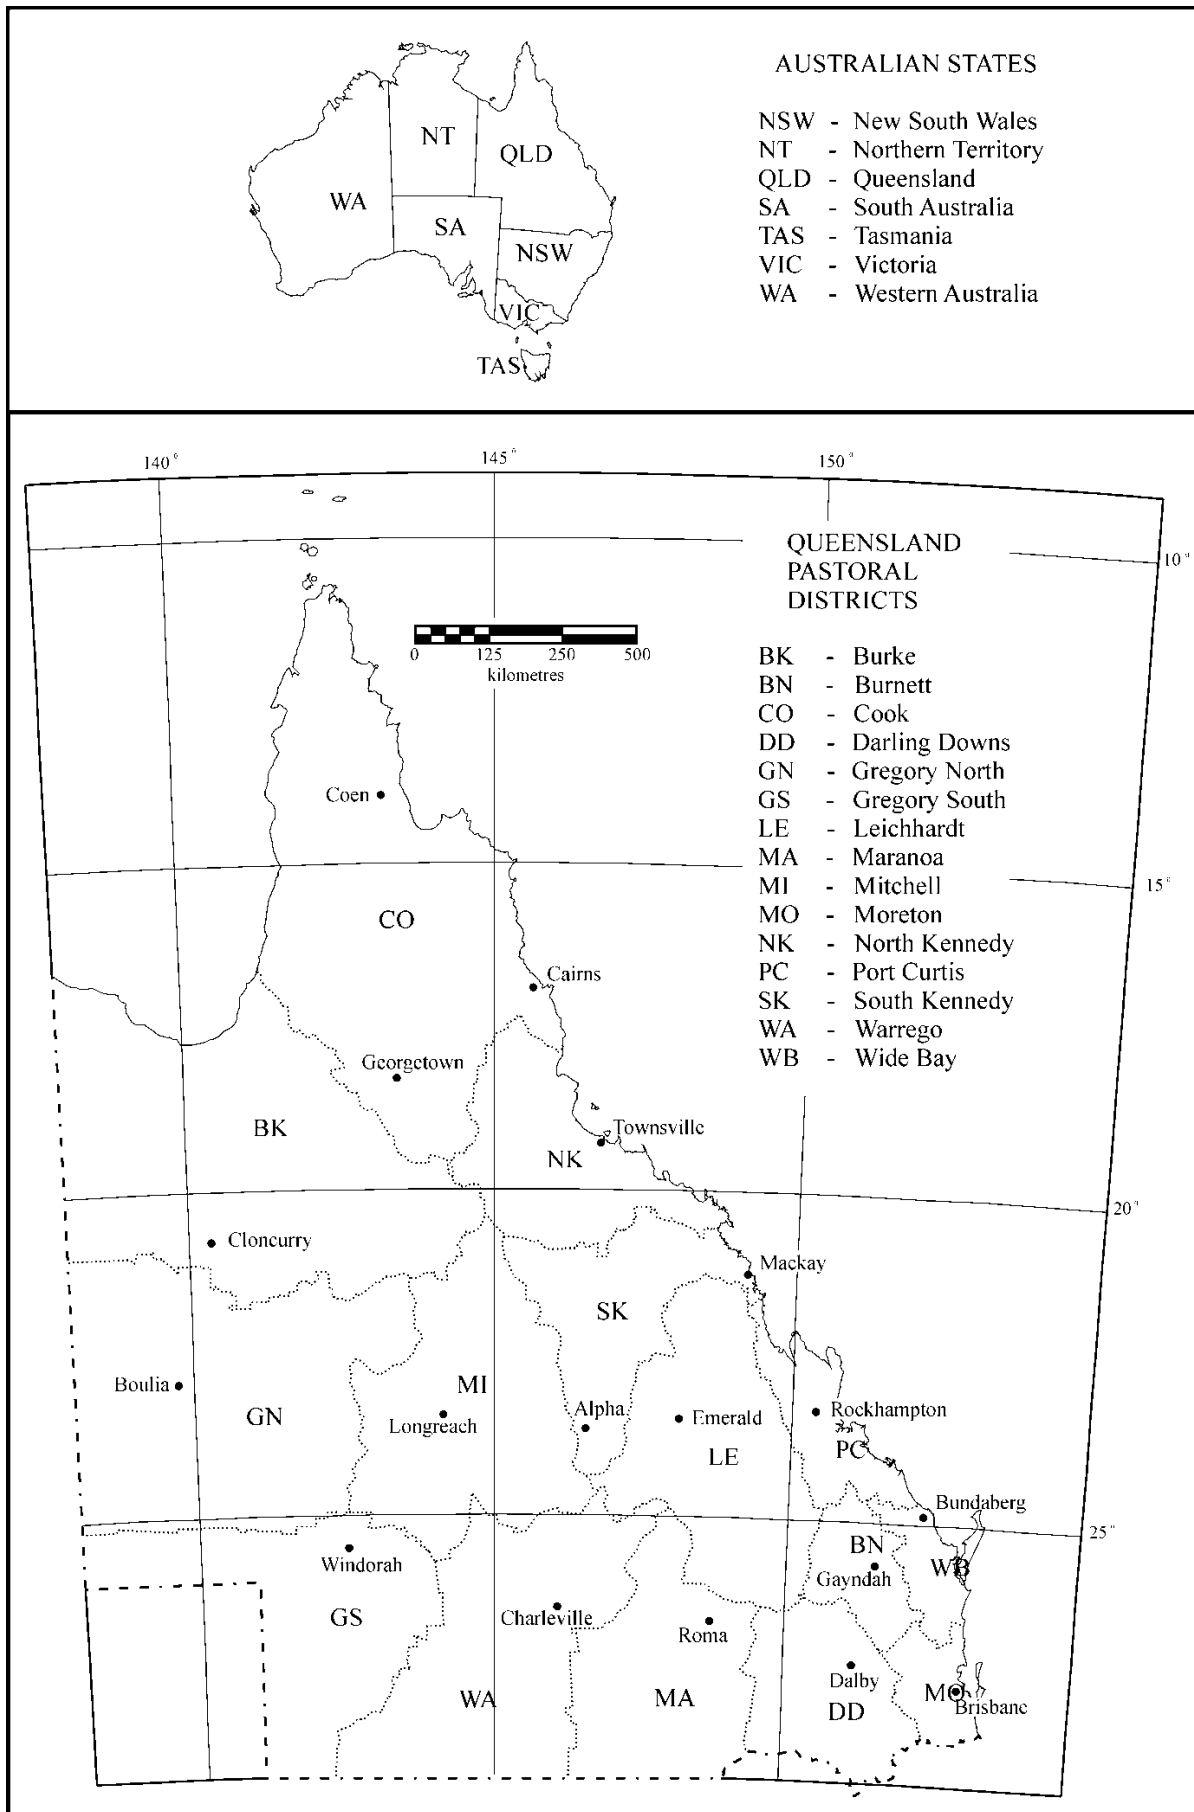 AUSTRALIAN STATES
NT
QLD
WA
SA
NSW
VIC
TAS
NSW - New South Wales
NT - Northern Territory
QLD - Queensland
SA - South Australia
TAS - Tasmania
VIC - Victoria
WA - Western Australia
140°
145°
150°
10°
15°
20°
25°
QUEENSLAND
PASTORAL
DISTRICTS
0 125 250 500
kilometres
BK - Burke
BN - Burnett
CO - Cook
DD - Darling Downs
GN - Gregory North
GS - Gregory South
LE - Leichhardt
MA - Maranoa
MI - Mitchell
MO - Moreton
NK - North Kennedy
PC - Port Curtis
SK - South Kennedy
WA - Warrego
WB - Wide Bay
Coen
CO
Cairns
Georgetown
BK
Townsville
NK
Cloncurry
Mackay
SK
Boulia
MI
GN
Longreach
Alpha
Emerald
Rockhampton
LE
PC
Bundaberg
BN
Windorah
Gayndah
WB
GS
Charleville
Roma
Dalby
WA
MA
DD
MO
Brisbane